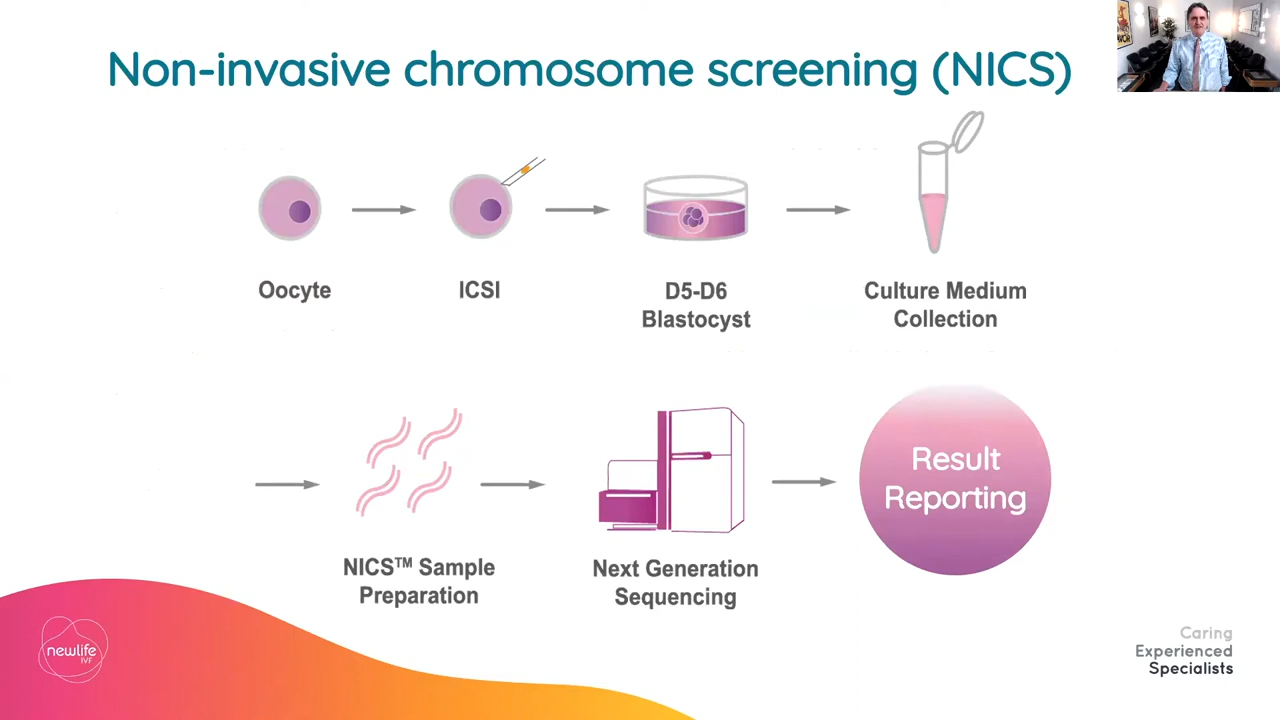 Non-invasive chromosome screening (NICS)
Oocyte
ICSI
D5-D6
Blastocyst
Culture Medium
Collection
NICS™ Sample
Preparation
Next Generation
Sequencing
Result
Reporting
newlife
IVF
Caring
Experienced
Specialists